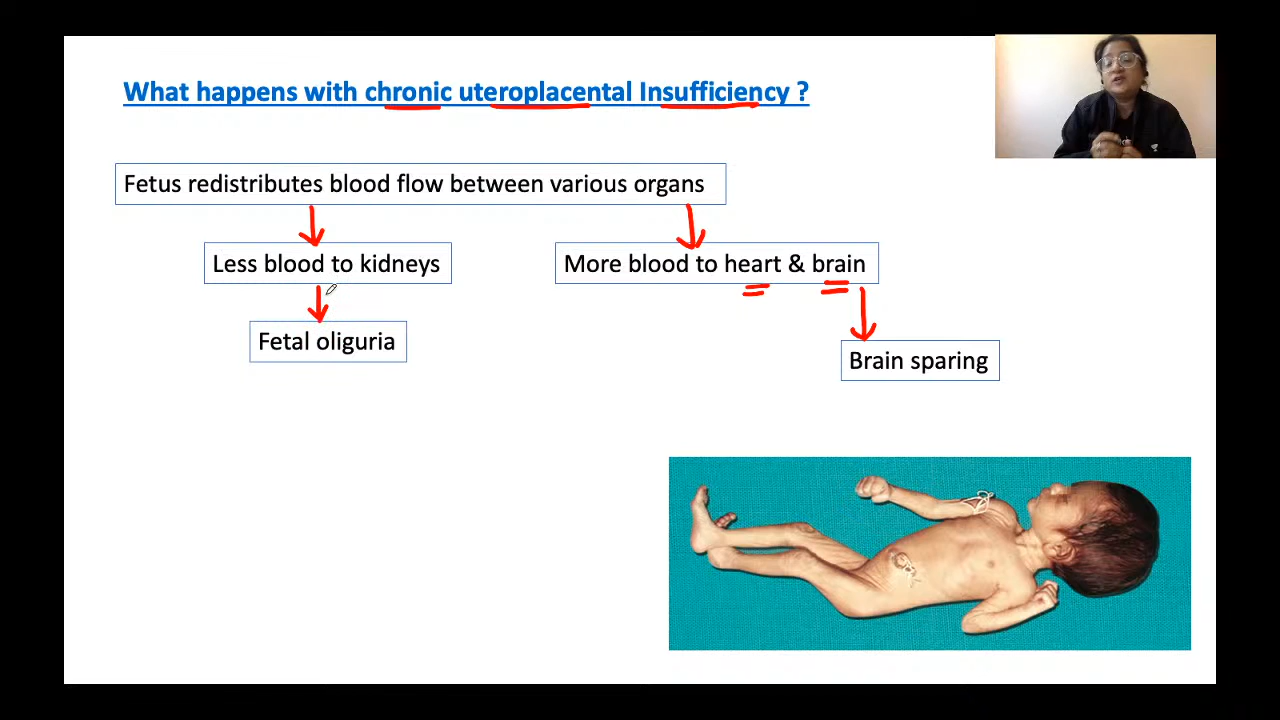 What happens with chronic uteroplacental Insufficiency ?
Fetus redistributes blood flow between various organs
Less blood to kidneys
More blood to heart & brain
Fetal oliguria
Brain sparing